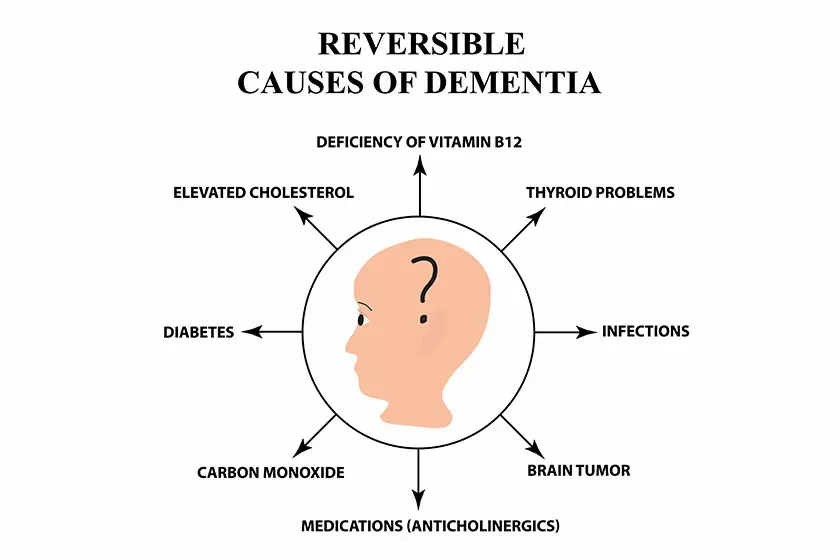 REVERSIBLE
CAUSES OF DEMENTIA
DEFICIENCY OF VITAMIN B12
ELEVATED CHOLESTEROL
THYROID PROBLEMS
DIABETES
INFECTIONS
CARBON MONOXIDE
BRAIN TUMOR
MEDICATIONS (ANTICHOLINERGICS)
?